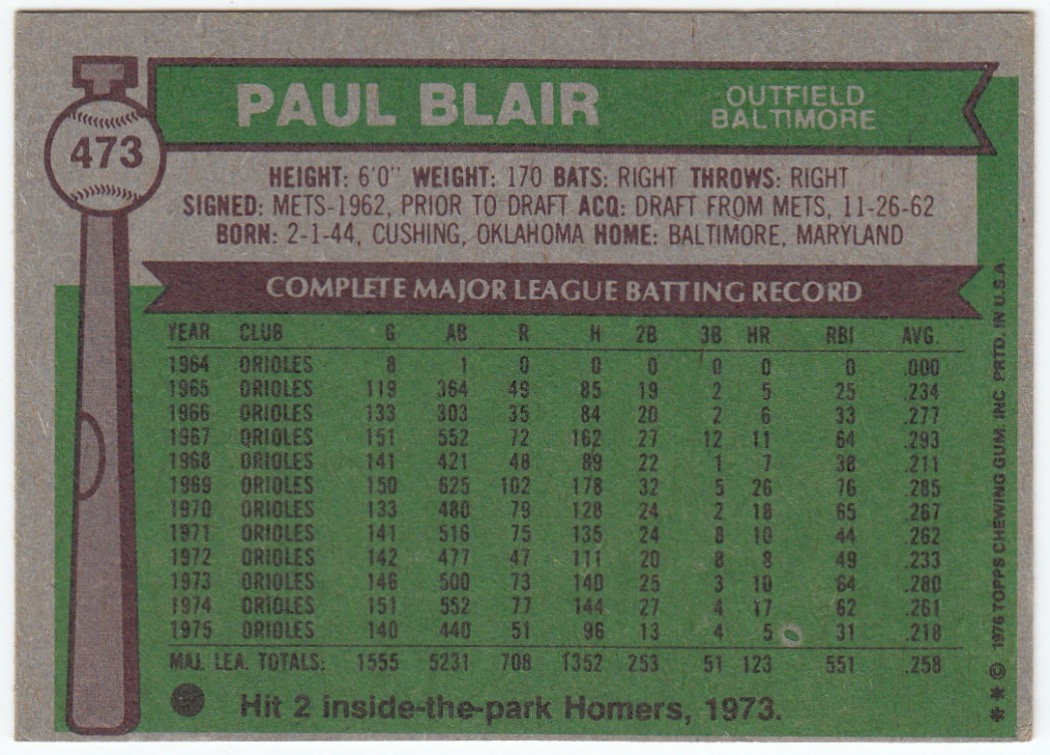 473
PAUL BLAIR
OUTFIELD
BALTIMORE
HEIGHT: 6'0" WEIGHT: 170 BATS: RIGHT THROWS: RIGHT
SIGNED: METS-1962, PRIOR TO DRAFT ACQ: DRAFT FROM METS, 11-26-62
BORN: 2-1-44, CUSHING, OKLAHOMA HOME: BALTIMORE, MARYLAND
COMPLETE MAJOR LEAGUE BATTING RECORD
YEAR CLUB G AB R H 2B 3B HR RBI AVG.
1964 ORIOLES 8 1 0 0 0 0 0 0 .000
1965 ORIOLES 119 364 49 85 19 2 5 25 .234
1966 ORIOLES 133 303 35 84 20 2 6 33 .277
1967 ORIOLES 151 552 72 162 27 12 11 64 .293
1968 ORIOLES 141 421 48 89 22 1 7 38 .211
1969 ORIOLES 150 625 102 178 32 5 26 76 .285
1970 ORIOLES 133 480 79 128 24 2 18 65 .267
1971 ORIOLES 141 516 75 135 24 8 10 44 .262
1972 ORIOLES 142 477 47 111 20 8 8 49 .233
1973 ORIOLES 146 500 73 140 25 3 10 64 .280
1974 ORIOLES 151 552 77 144 27 4 17 62 .261
1975 ORIOLES 140 440 51 96 13 4 5 31 .218
MAJ. LEA. TOTALS: 1555 5231 708 1352 253 51 123 551 .258
Hit 2 inside-the-park Homers, 1973.
* * © 1976 TOPPS CHEWING GUM, INC PRTD. IN U.S.A.